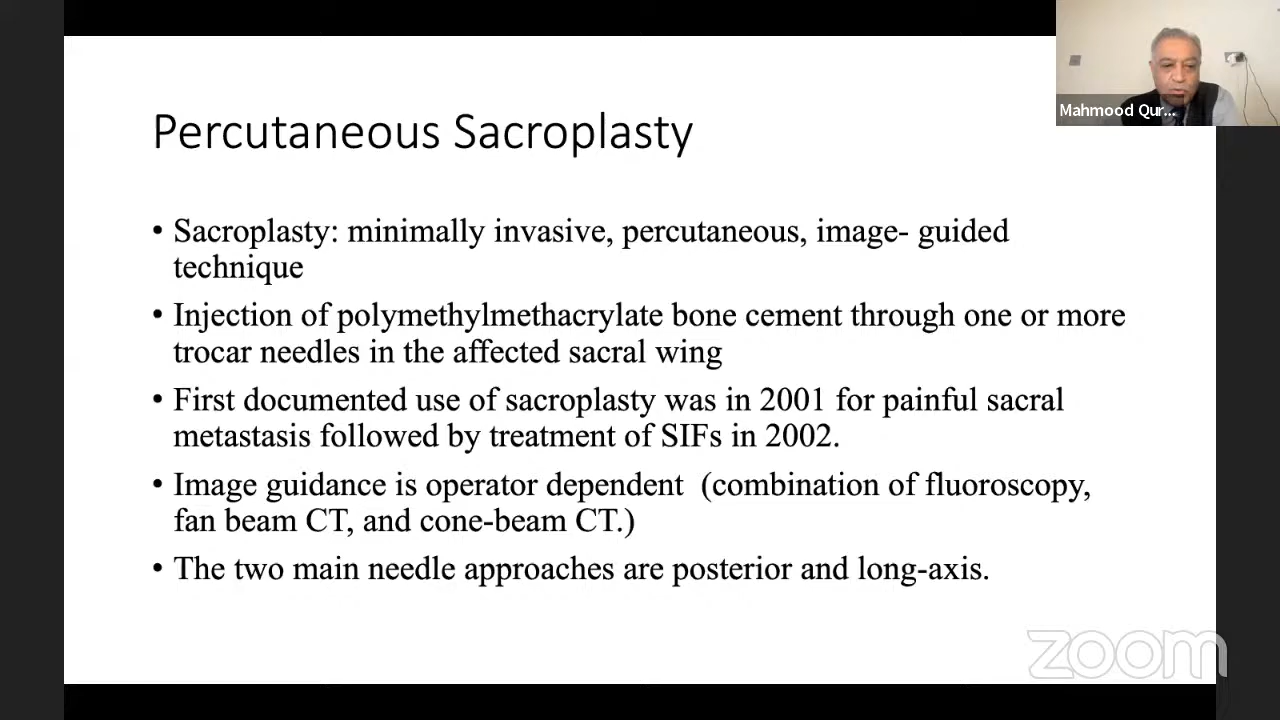 Mahmood Qur...
Percutaneous Sacroplasty
• Sacroplasty: minimally invasive, percutaneous, image- guided
technique
• Injection of polymethylmethacrylate bone cement through one or more
trocar needles in the affected sacral wing
• First documented use of sacroplasty was in 2001 for painful sacral
metastasis followed by treatment of SIFs in 2002.
• Image guidance is operator dependent  (combination of fluoroscopy,
fan beam CT, and cone-beam CT.)
• The two main needle approaches are posterior and long-axis.
zoom